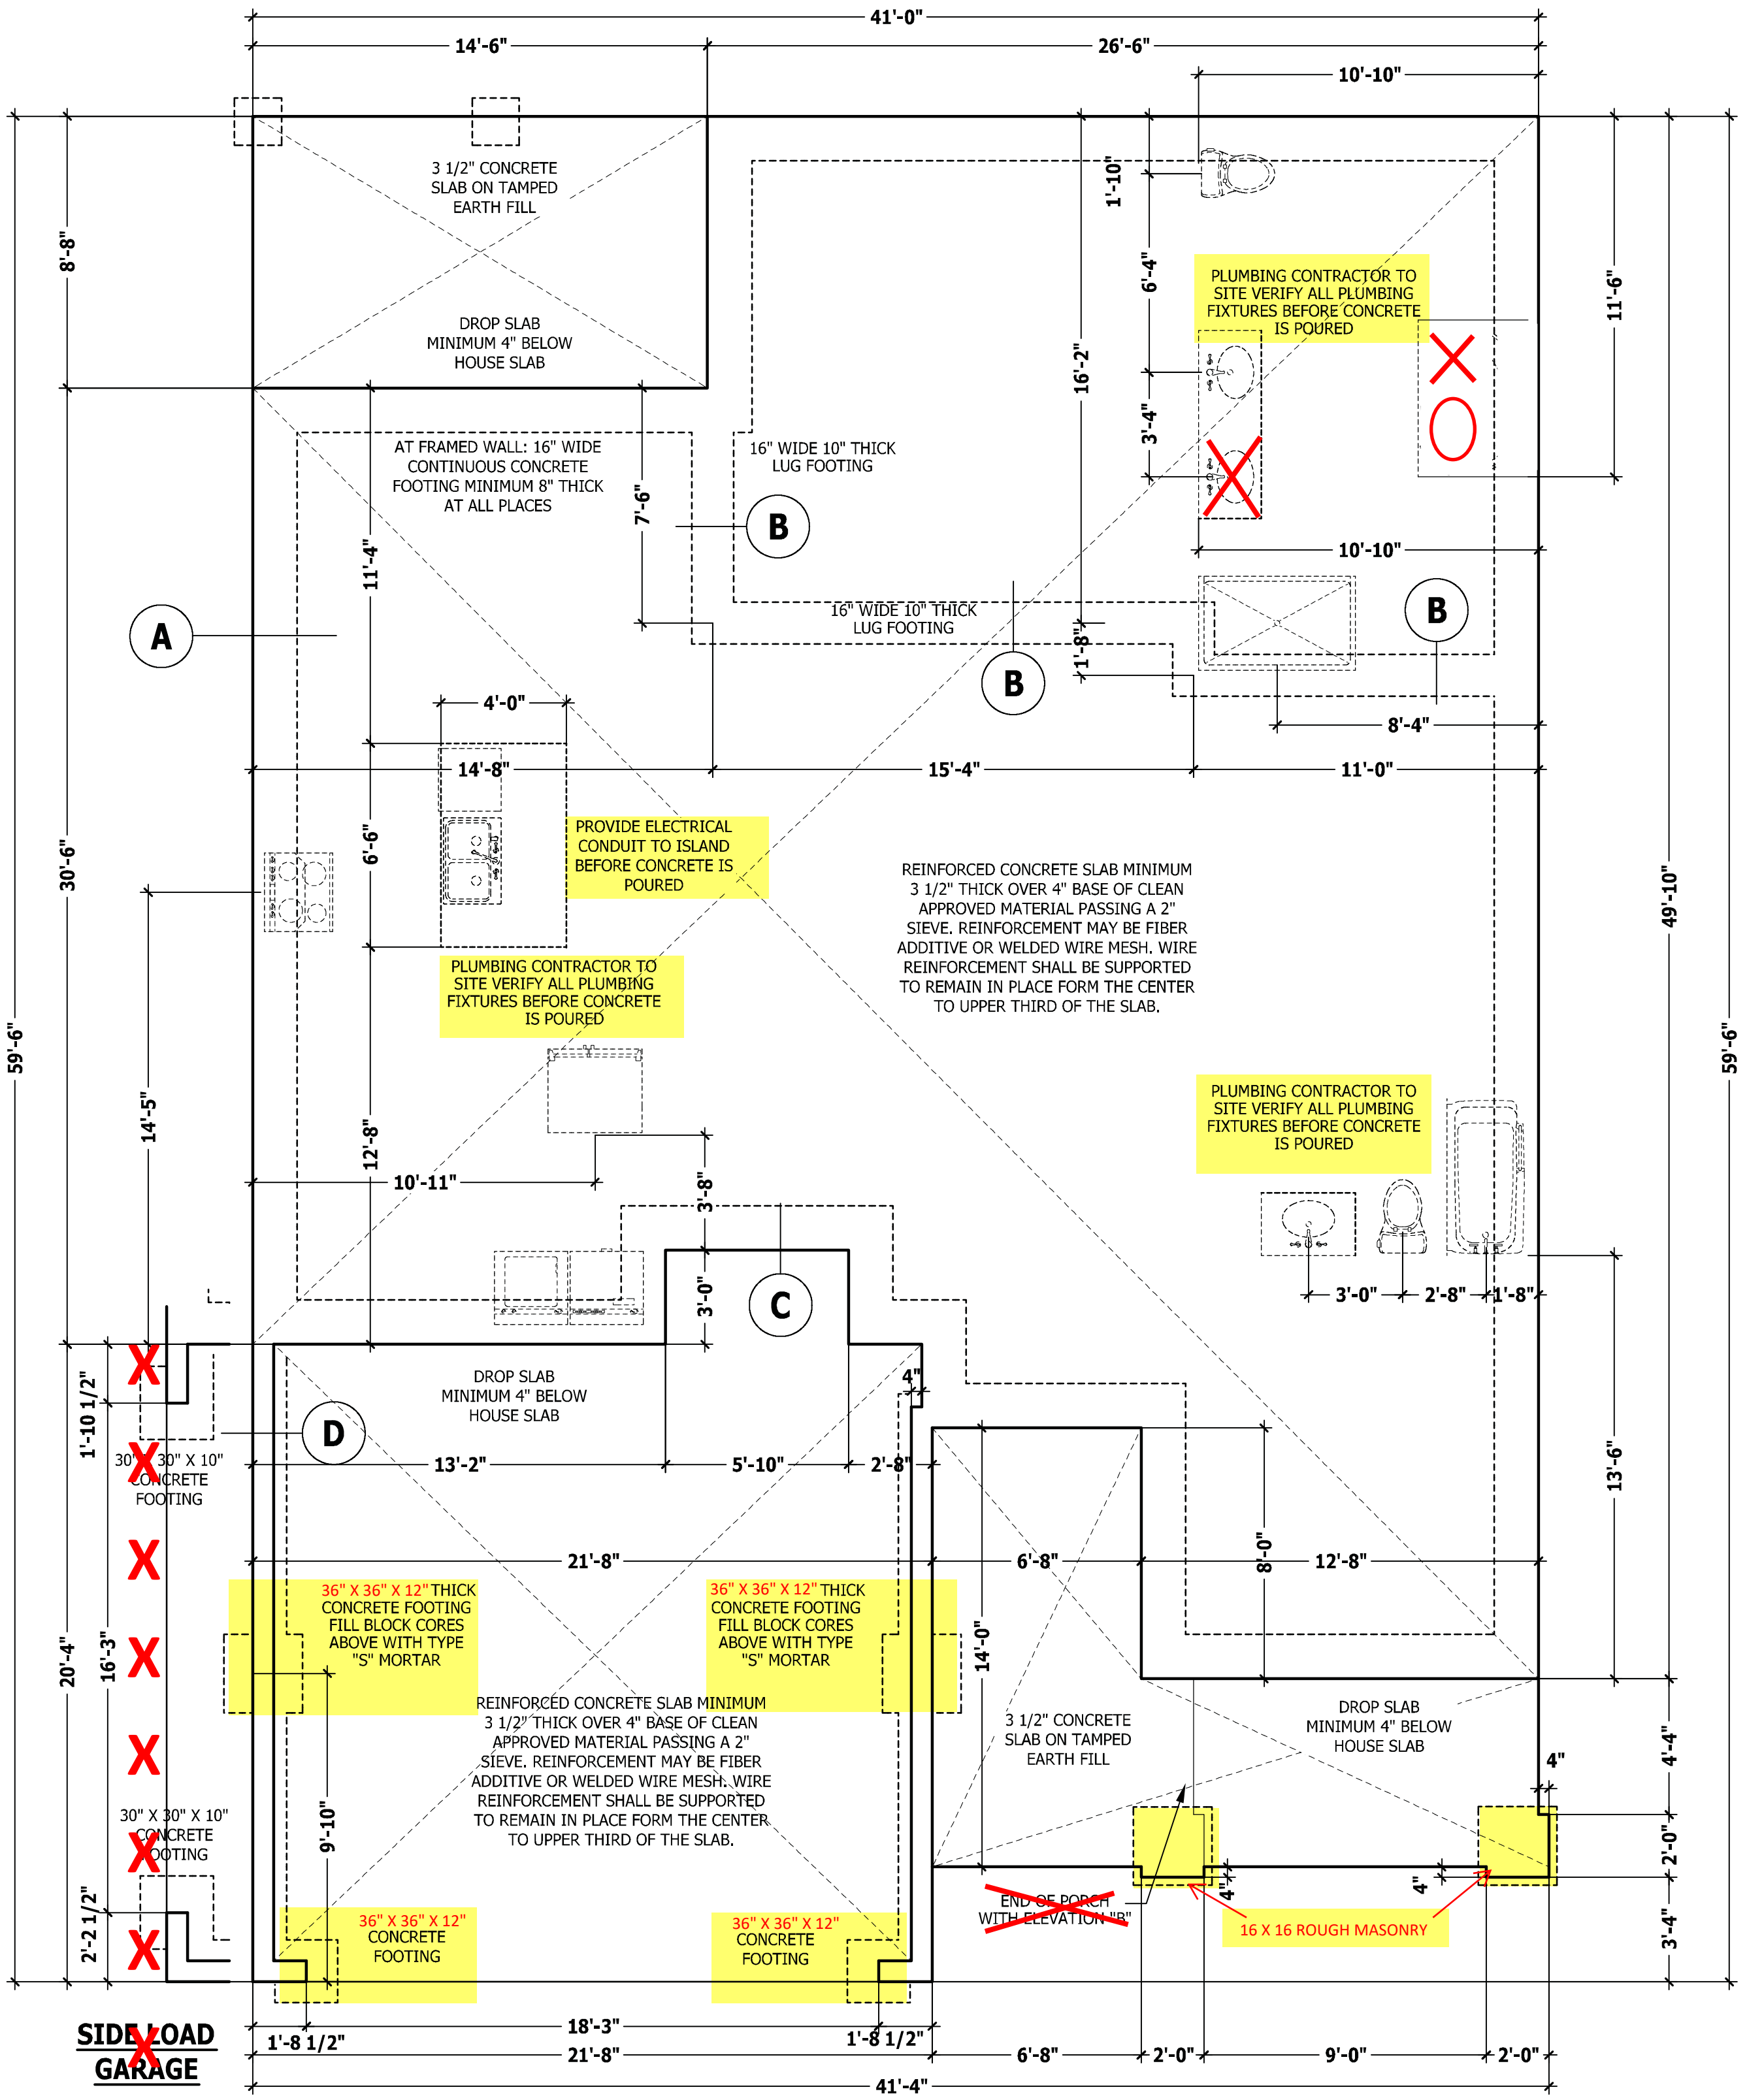 41'-0"
14'-6"
26'-6"
10'-10"
3 1/2" CONCRETE
SLAB ON TAMPED
EARTH FILL
1'-10"
8'-8"
6'-4"
11'-6"
PLUMBING CONTRACTOR TO
SITE VERIFY ALL PLUMBING
FIXTURES BEFORE CONCRETE
IS POURED
DROP SLAB
MINIMUM 4" BELOW
HOUSE SLAB
16'-2"
3'-4"
AT FRAMED WALL: 16" WIDE
CONTINUOUS CONCRETE
FOOTING MINIMUM 8" THICK
AT ALL PLACES
16" WIDE 10" THICK
LUG FOOTING
7'-6"
B
11'-4"
10'-10"
A
16" WIDE 10" THICK
LUG FOOTING
1'-8"
B
B
4'-0"
8'-4"
14'-8"
15'-4"
11'-0"
6'-6"
30'-6"
PROVIDE ELECTRICAL
CONDUIT TO ISLAND
BEFORE CONCRETE IS
POURED
49'-10"
REINFORCED CONCRETE SLAB MINIMUM
3 1/2" THICK OVER 4" BASE OF CLEAN
APPROVED MATERIAL PASSING A 2"
SIEVE. REINFORCEMENT MAY BE FIBER
ADDITIVE OR WELDED WIRE MESH. WIRE
REINFORCEMENT SHALL BE SUPPORTED
TO REMAIN IN PLACE FORM THE CENTER
TO UPPER THIRD OF THE SLAB.
PLUMBING CONTRACTOR TO
SITE VERIFY ALL PLUMBING
FIXTURES BEFORE CONCRETE
IS POURED
59'-6"
59'-6"
14'-5"
12'-8"
PLUMBING CONTRACTOR TO
SITE VERIFY ALL PLUMBING
FIXTURES BEFORE CONCRETE
IS POURED
10'-11"
3'-8"
3'-0"
C
3'-0"
2'-8"
1'-8"
X
DROP SLAB
MINIMUM 4" BELOW
HOUSE SLAB
4"
1'-10 1/2"
D
X
30" X 30" X 10"
CONCRETE
FOOTING
13'-2"
5'-10"
2'-8"
13'-6"
X
21'-8"
6'-8"
8'-0"
12'-8"
36" X 36" X 12" THICK
CONCRETE FOOTING
FILL BLOCK CORES
ABOVE WITH TYPE
"S" MORTAR
36" X 36" X 12" THICK
CONCRETE FOOTING
FILL BLOCK CORES
ABOVE WITH TYPE
"S" MORTAR
14'-0"
20'-4"
16'-3"
X
REINFORCED CONCRETE SLAB MINIMUM
3 1/2" THICK OVER 4" BASE OF CLEAN
APPROVED MATERIAL PASSING A 2"
SIEVE. REINFORCEMENT MAY BE FIBER
ADDITIVE OR WELDED WIRE MESH. WIRE
REINFORCEMENT SHALL BE SUPPORTED
TO REMAIN IN PLACE FORM THE CENTER
TO UPPER THIRD OF THE SLAB.
3 1/2" CONCRETE
SLAB ON TAMPED
EARTH FILL
DROP SLAB
MINIMUM 4" BELOW
HOUSE SLAB
4'-4"
4"
X
9'-10"
30" X 30" X 10"
CONCRETE
FOOTING
X
2'-0"
4"
4"
END OF PORCH
WITH ELEVATION "B"
2'-2 1/2"
X
36" X 36" X 12"
CONCRETE
FOOTING
36" X 36" X 12"
CONCRETE
FOOTING
16 X 16 ROUGH MASONRY
3'-4"
SIDE LOAD
GARAGE
X
1'-8 1/2"
18'-3"
1'-8 1/2"
21'-8"
6'-8"
2'-0"
9'-0"
2'-0"
41'-4"